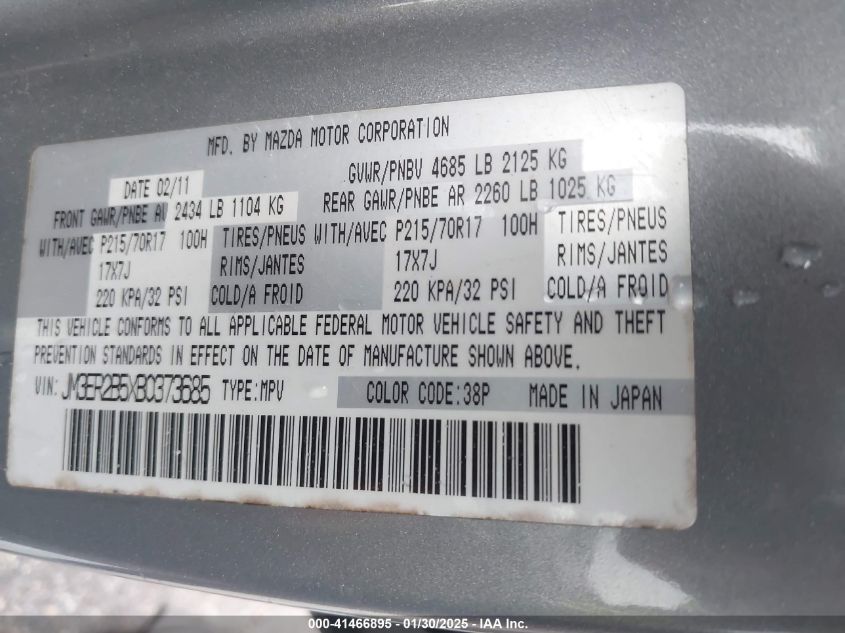 MFD. BY MAZDA MOTOR CORPORATION
DATE 02/11 GVWR/PNBV 4685 LB 2125 KG
FRONT GAWR/PNBE AV 2434 LB 1104 KG REAR GAWR/PNBE AR 2260 LB 1025 KG
WITH/AVEC P215/70R17 100H TIRES/PNEUS WITH/AVEC P215/70R17 100H TIRES/PNEUS
17X7J RIMS/JANTES 17X7J RIMS/JANTES
220 KPA/32 PSI COLD/A FROID 220 KPA/32 PSI COLD/A FROID
THIS VEHICLE CONFORMS TO ALL APPLICABLE FEDERAL MOTOR VEHICLE SAFETY AND THEFT
PREVENTION STANDARDS IN EFFECT ON THE DATE OF MANUFACTURE SHOWN ABOVE.
VIN: JM3ER2B5XB0373685 TYPE:MPV COLOR CODE:38P MADE IN JAPAN
000-41466895 - 01/30/2025 - IAA Inc.